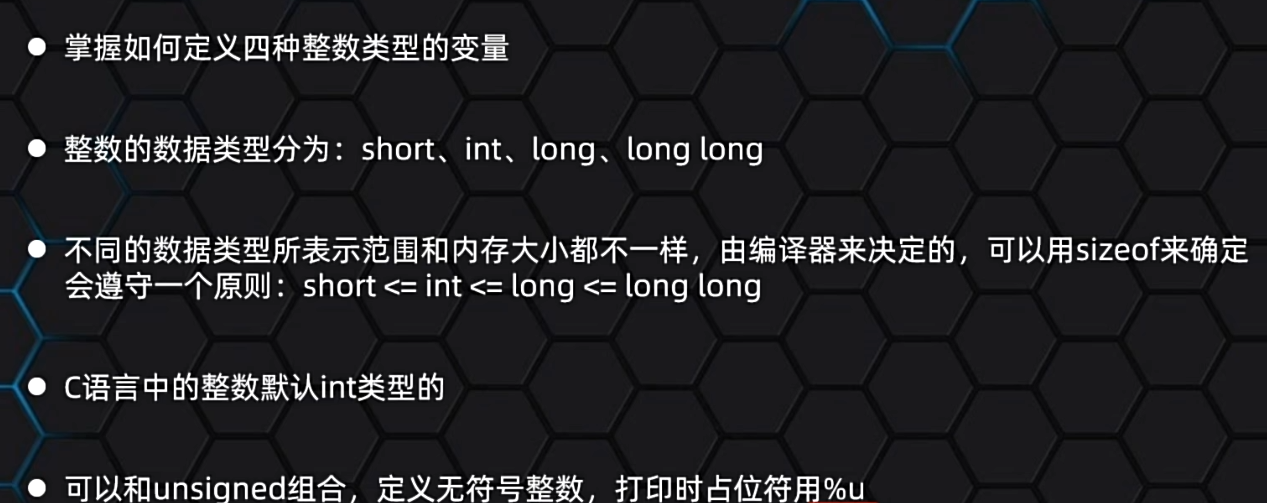 ● 掌握如何定义四种整数类型的变量
● 整数的数据类型分为：short、int、long、long long
● 不同的数据类型所表示范围和内存大小都不一样，由编译器来决定的，可以用sizeof来确定
会遵守一个原则：short <= int <= long <= long long
● C语言中的整数默认int类型的
● 可以和unsigned组合，定义无符号整数，打印时占位符用%u